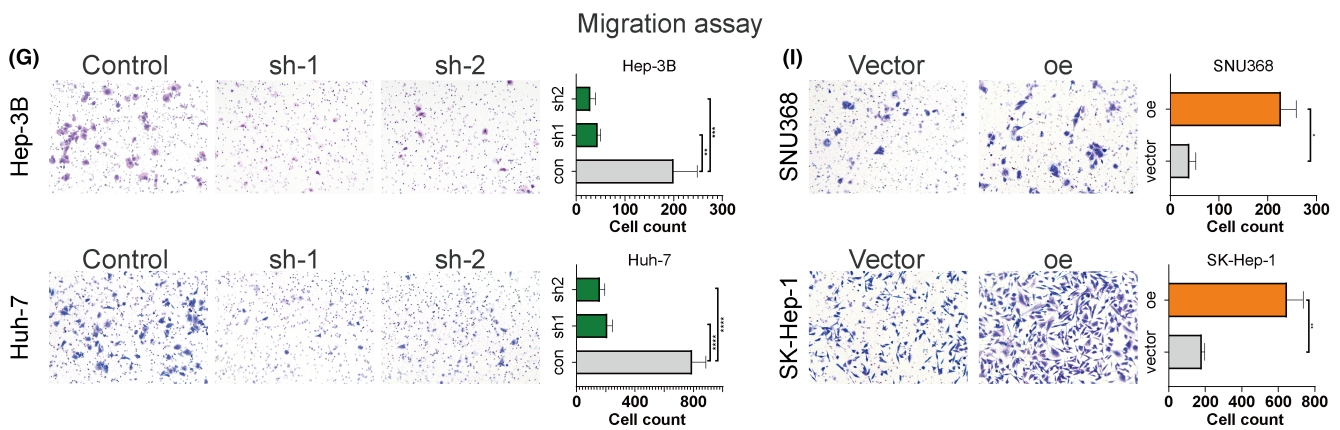 Migration assay
(G)
Control sh-1 sh-2
Hep-3B
Hep-3B
sh2
sh1
con
***
**
0 100 200 300
Cell count
(I)
Vector oe
SNU368
SNU368
oe
vector
*
0 100 200 300
Cell count
Control sh-1 sh-2
Huh-7
Huh-7
sh2
sh1
con
****
****
0 400 800
Cell count
Vector oe
SK-Hep-1
SK-Hep-1
oe
vector
**
0 200 400 600 800
Cell count